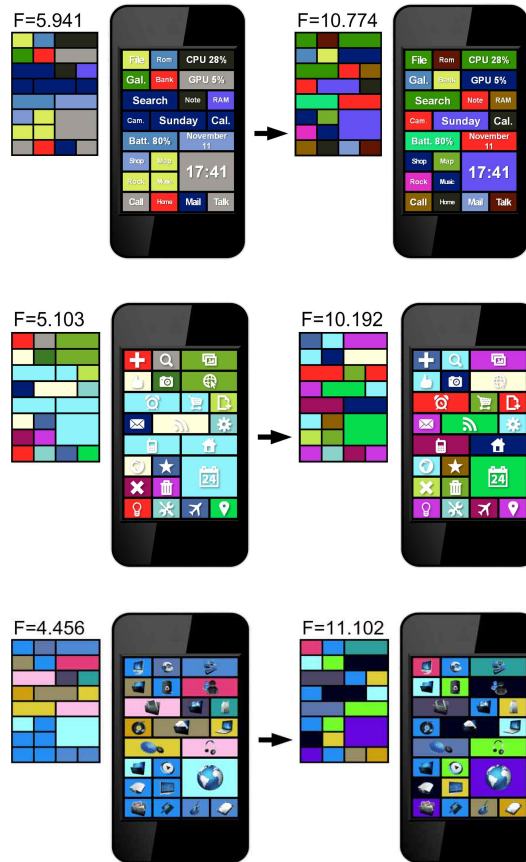 F=5.941
F=10.774
File Rom CPU 28%
Gal. Bank GPU 5%
Search Note RAM
Cam. Sunday Cal.
Batt. 80% November 11
Shop Map
Rock Music 17:41
Call Home Mail Talk
File Rom CPU 28%
Gal. Bank GPU 5%
Search Note RAM
Cam. Sunday Cal.
Batt. 80% November 11
Shop Map
Rock Music 17:41
Call Home Mail Talk
F=5.103
F=10.192
24
24
F=4.456
F=11.102